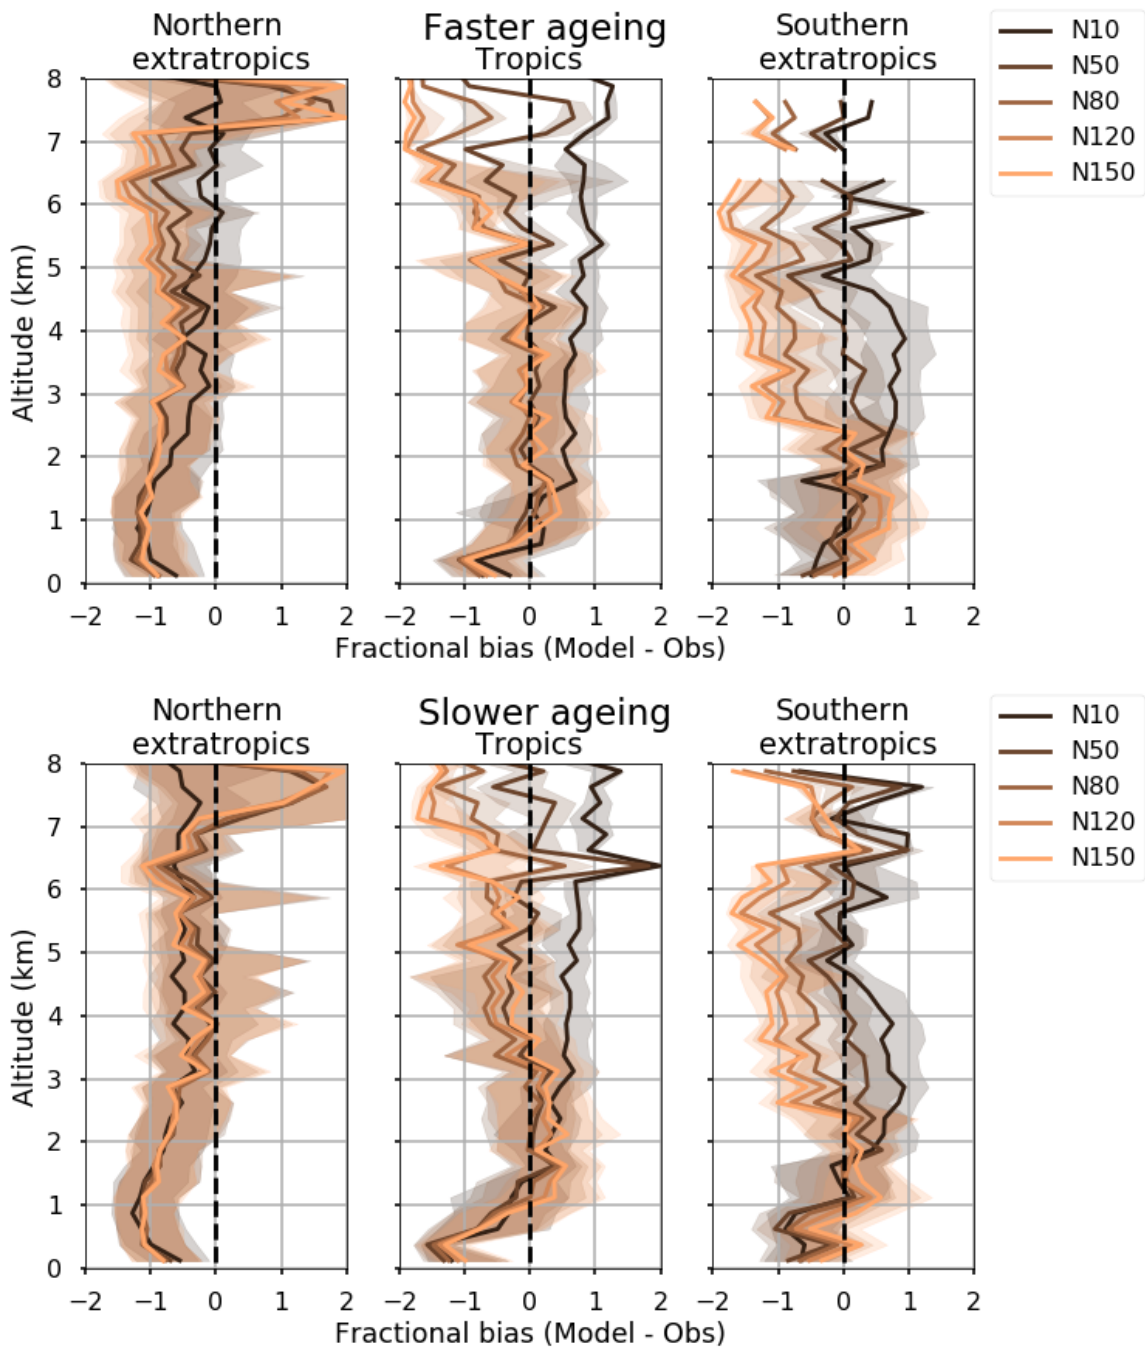 Faster ageing
Northern
extratropics
Tropics
Southern
extratropics
N10
N50
N80
N120
N150
Altitude (km)
8
7
6
5
4
3
2
1
0
−2 −1 0 1 2
−2 −1 0 1 2
−2 −1 0 1 2
Fractional bias (Model - Obs)
Slower ageing
Northern
extratropics
Tropics
Southern
extratropics
N10
N50
N80
N120
N150
Altitude (km)
8
7
6
5
4
3
2
1
0
−2 −1 0 1 2
−2 −1 0 1 2
−2 −1 0 1 2
Fractional bias (Model - Obs)